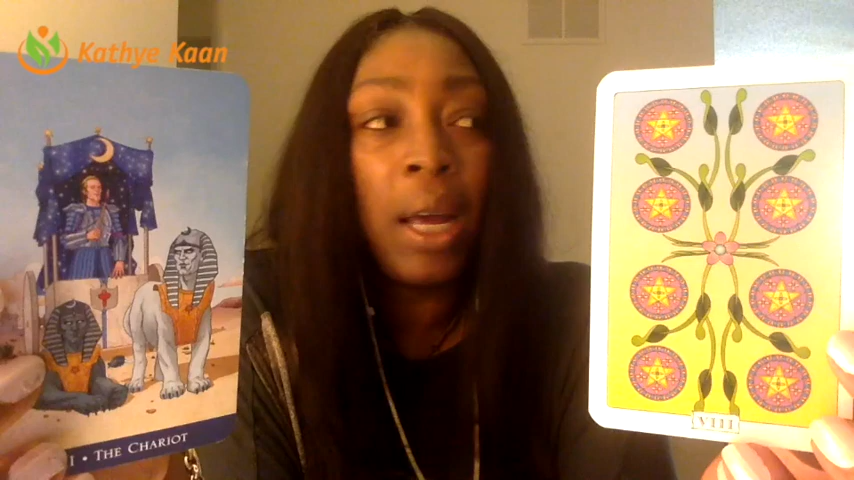 Kathye Kaan
I • THE CHARIOT
VIII